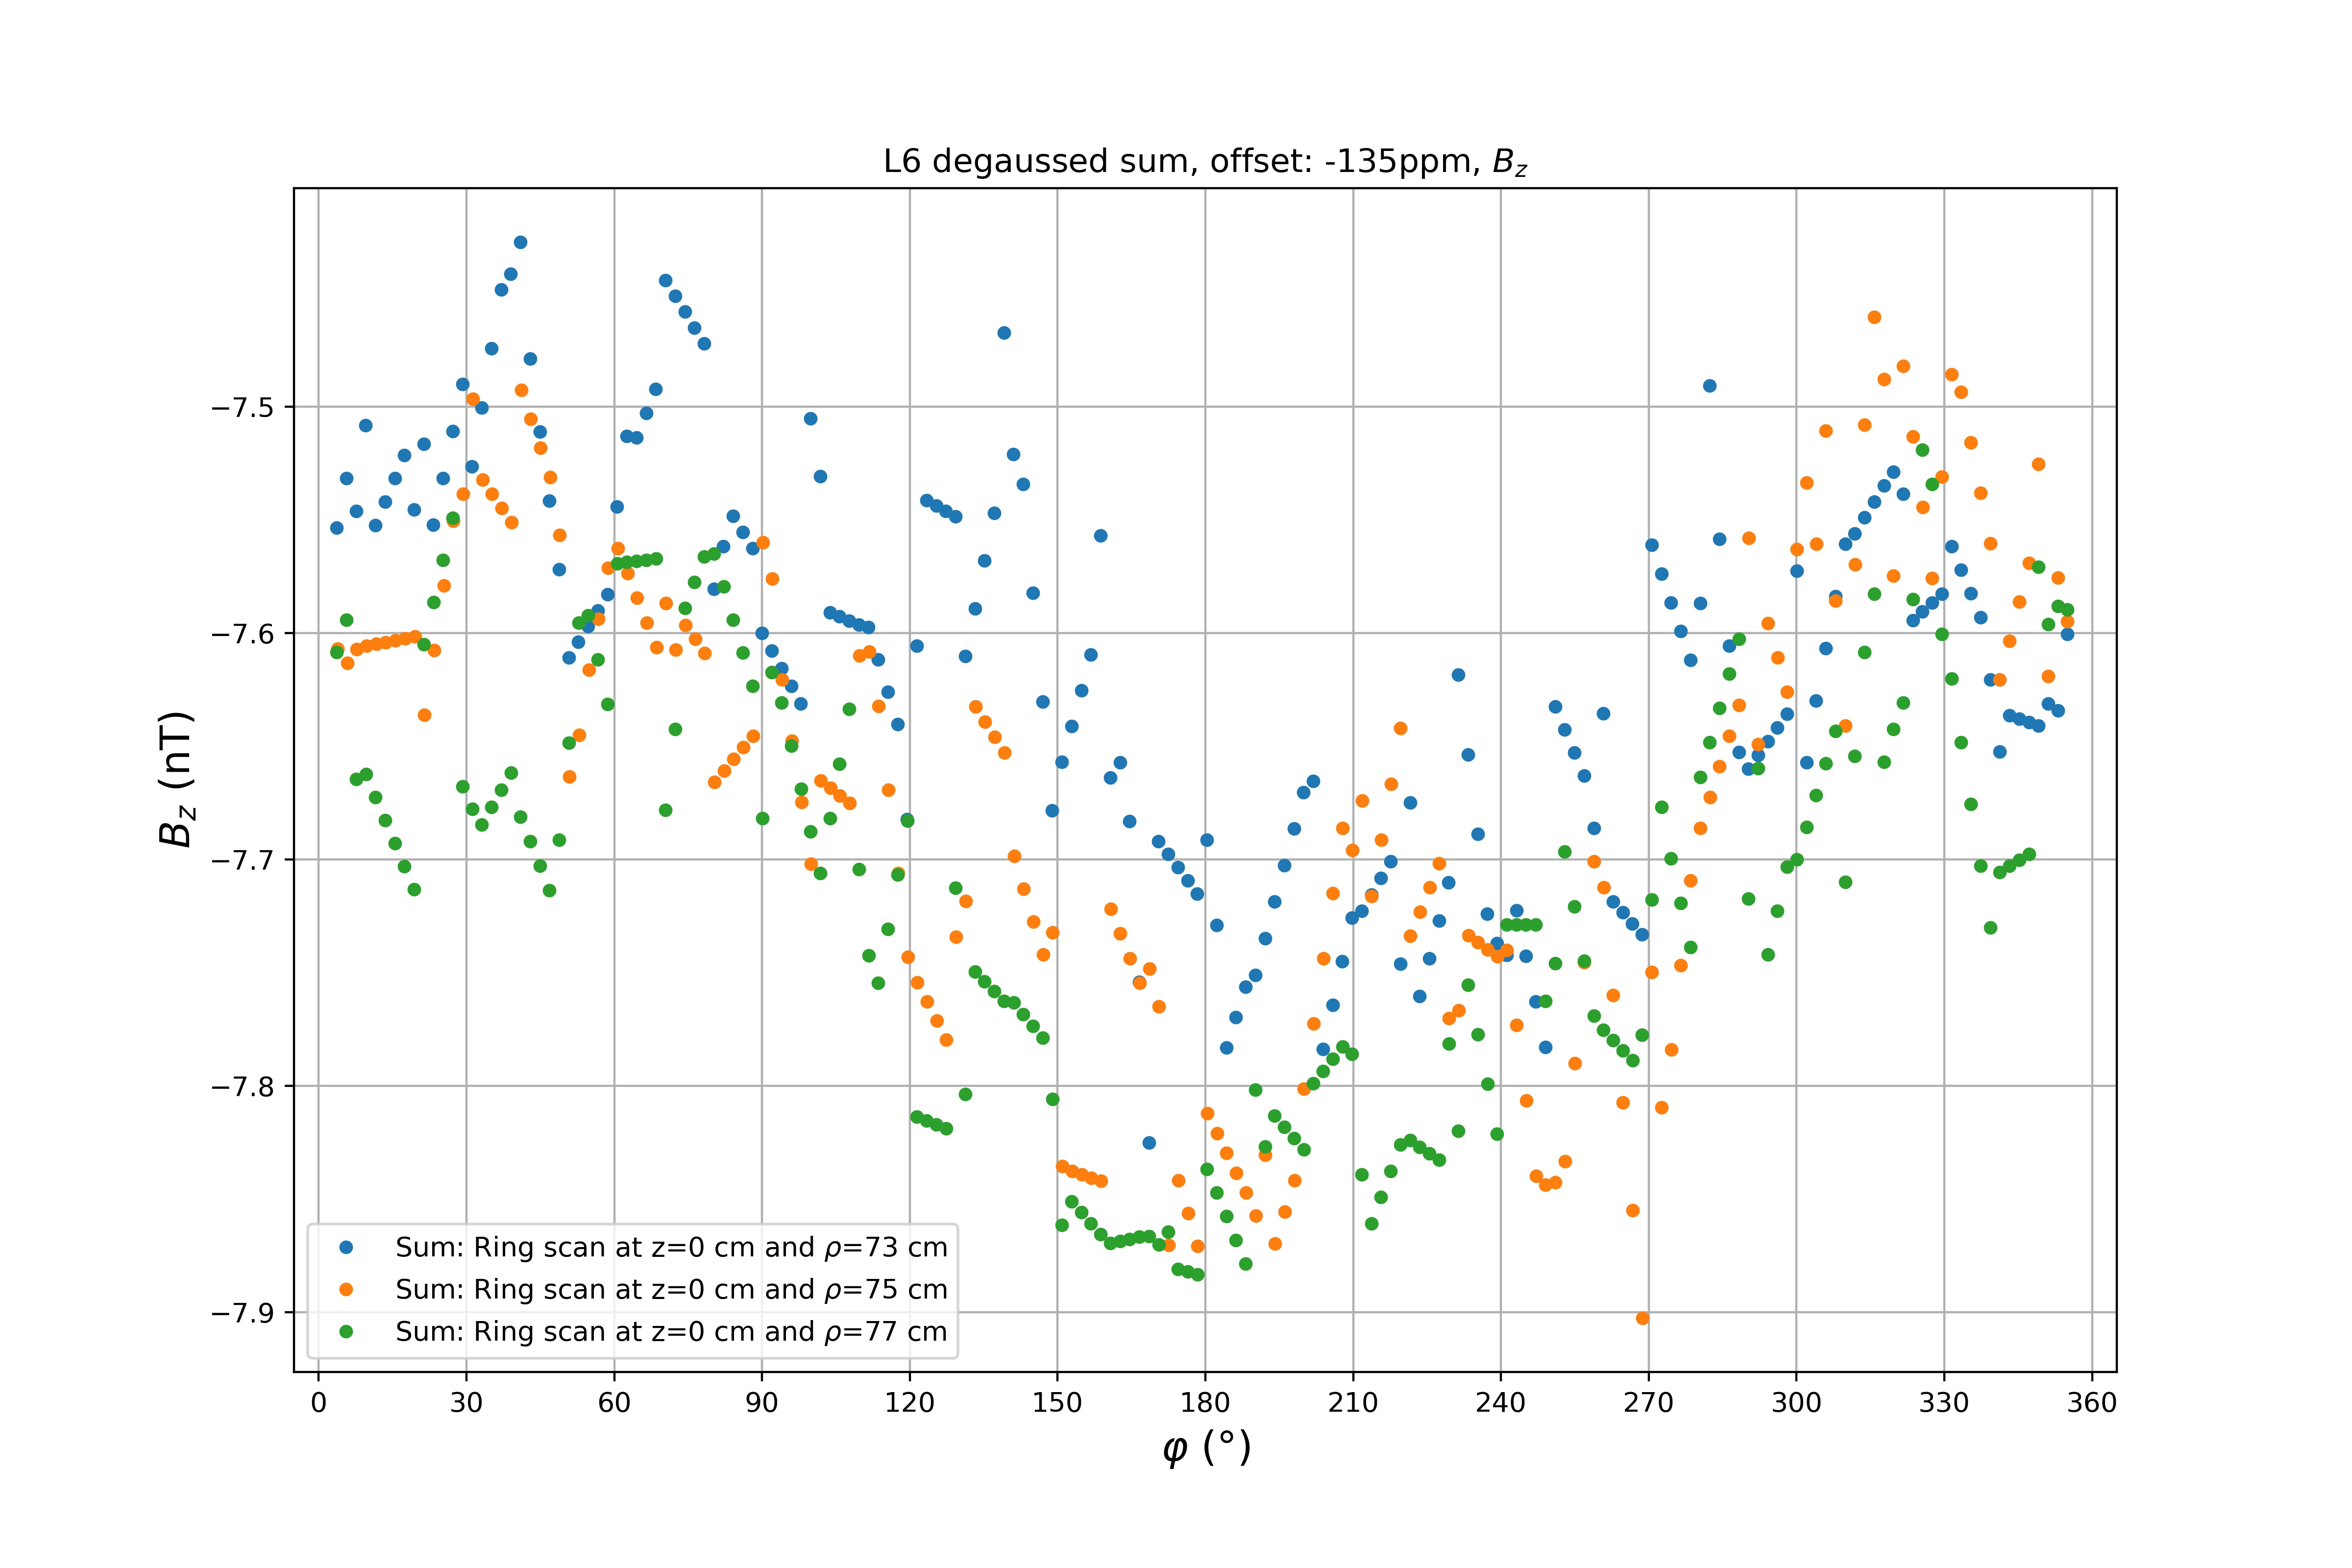 L6 degaussed sum, offset: -135ppm, B_z
B_z (nT)
−7.5
−7.6
−7.7
−7.8
−7.9
Sum: Ring scan at z=0 cm and ρ=73 cm
Sum: Ring scan at z=0 cm and ρ=75 cm
Sum: Ring scan at z=0 cm and ρ=77 cm
0 30 60 90 120 150 180 210 240 270 300 330 360
φ (°)